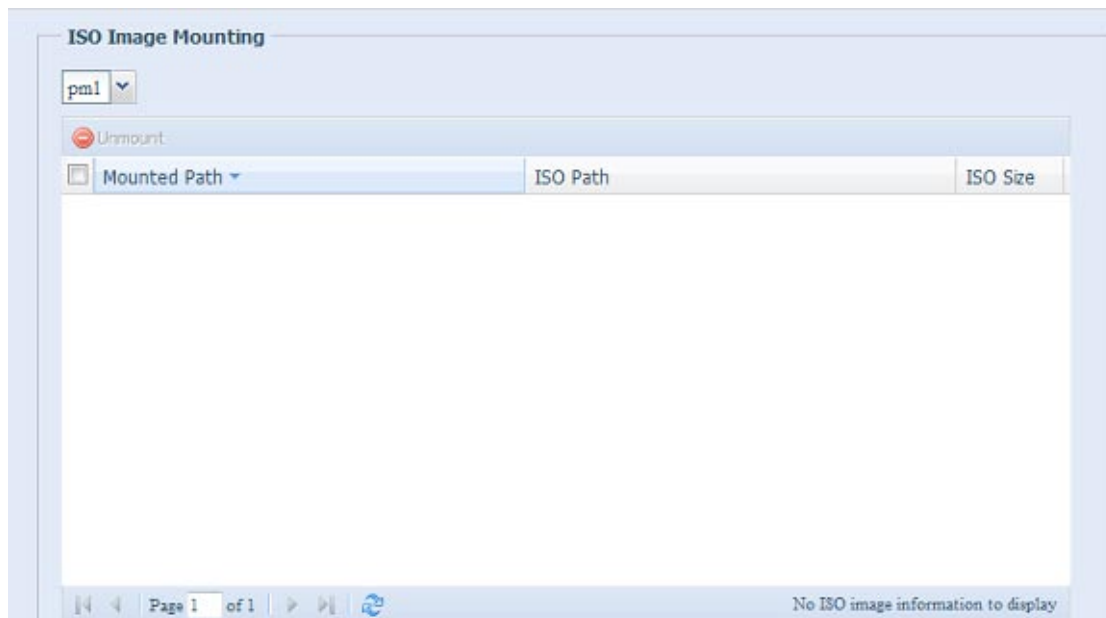 ISO Image Mounting
pm1
Unmount
Mounted Path ISO Path ISO Size
Page 1 of 1 No ISO image information to display